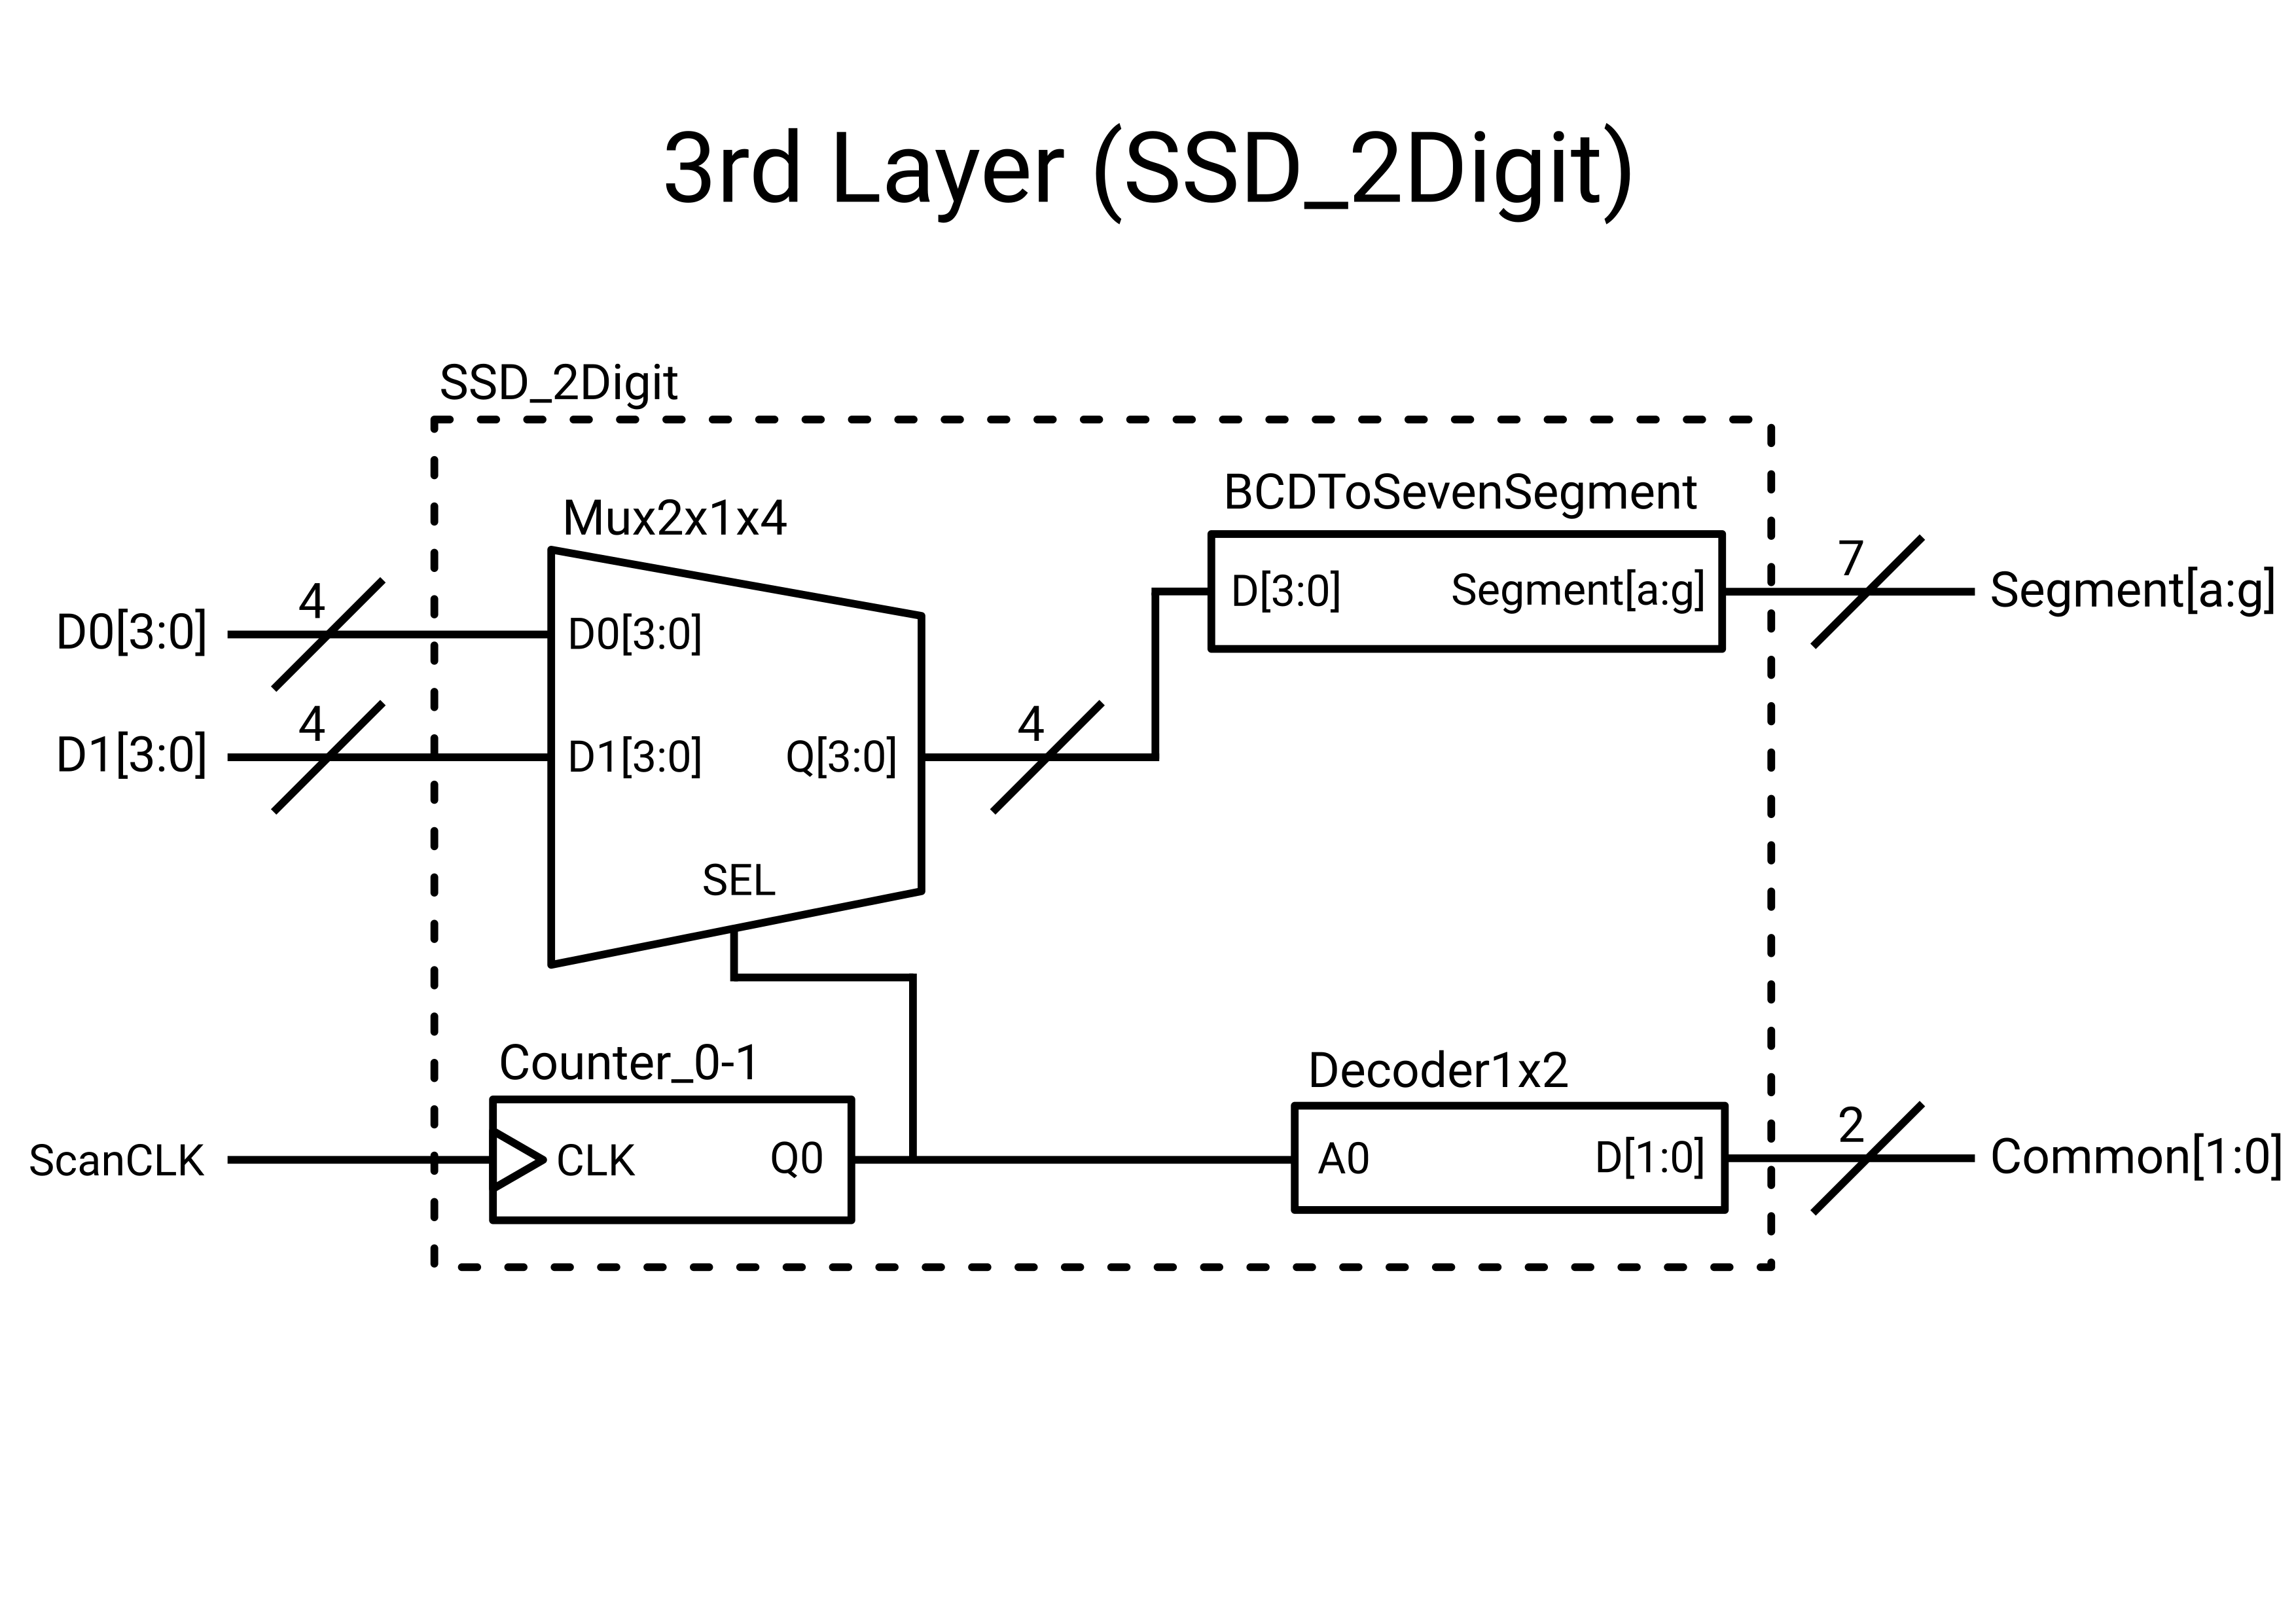 3rd Layer (SSD_2Digit)
SSD_2Digit
Mux2x1x4
BCDToSevenSegment
D0[3:0]
4
D0[3:0]
D[3:0]
Segment[a:g]
7
Segment[a:g]
D1[3:0]
4
D1[3:0]
Q[3:0]
4
SEL
Counter_0-1
Decoder1x2
ScanCLK
CLK
Q0
A0
D[1:0]
2
Common[1:0]